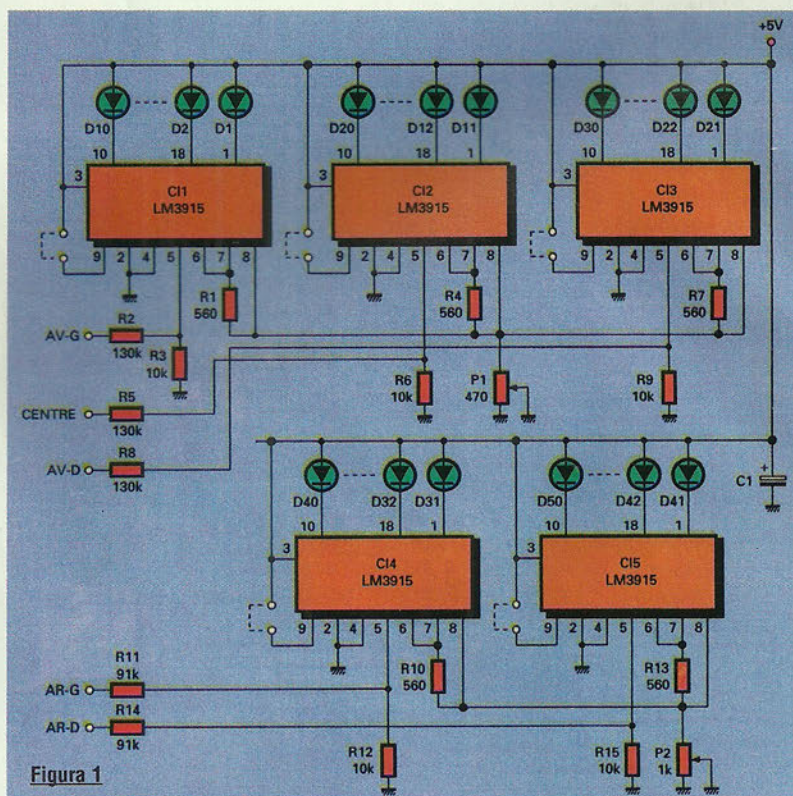 +5V
D10 D2 D1 D20 D12 D11 D30 D22 D21
10 18 1 10 18 1 10 18 1
3 CI1 3 CI2 3 CI3
LM3915 LM3915 LM3915
9 2 4 5 6 7 8 9 2 4 5 6 7 8 9 2 4 5 6 7 8
R1
560
R4
560
R7
560
AV-G
R2
130k
R3
10k
CENTRE
R5
130k
R6
10k
P1
470
R9
10k
AV-D
R8
130k
D40 D32 D31 D50 D42 D41
C1 +
10 18 1 10 18 1
3 CI4 3 CI5
LM3915 LM3915
9 2 4 5 6 7 8 9 2 4 5 6 7 8
R10
560
R13
560
R11
91k
AR-G
R14
91k
AR-D
R12
10k
R15
10k
P2
1k
Figura 1